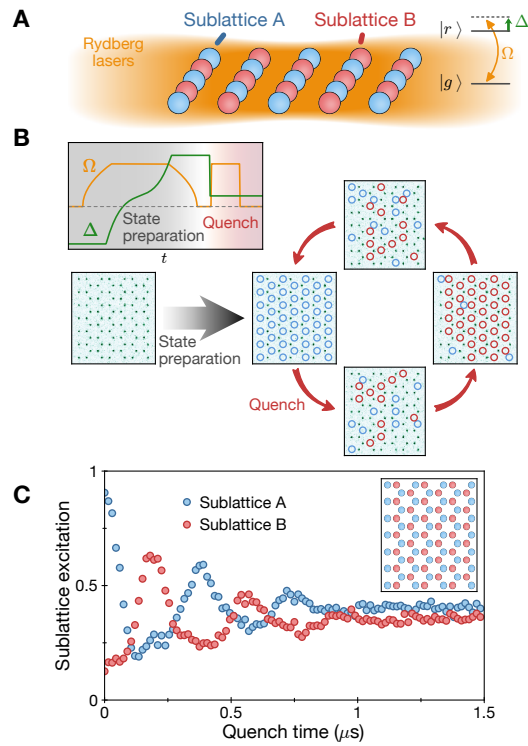 A
Sublattice A
Sublattice B
Rydberg
lasers
|r⟩
Δ
Ω
|g⟩
B
Ω
Δ
State
preparation
Quench
t
State
preparation
Quench
C
Sublattice excitation
1
0.5
0
Sublattice A
Sublattice B
0
0.5
1.0
1.5
Quench time (μs)